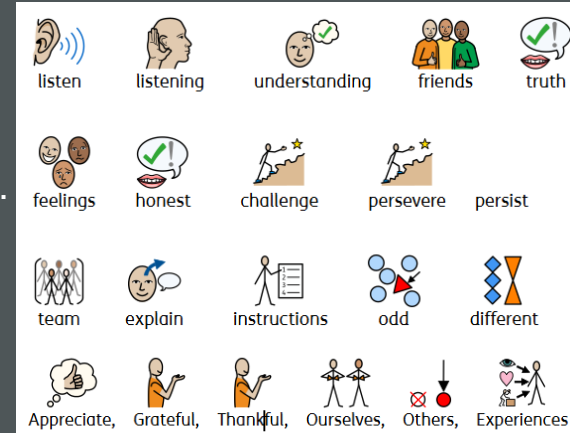 listen listening understanding friends truth
feelings honest challenge persevere persist
team explain instructions odd different
Appreciate, Grateful, Thankful, Ourselves, Others, Experiences